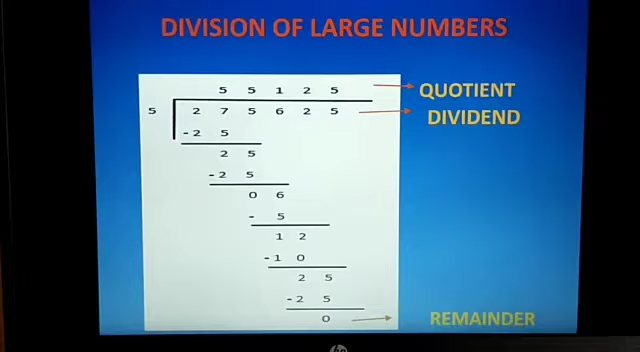 DIVISION OF LARGE NUMBERS
5 5 1 2 5 QUOTIENT
5 2 7 5 6 2 5 DIVIDEND
-2 5
2 5
-2 5
0 6
- 5
1 2
-1 0
2 5
-2 5
0 REMAINDER
hp